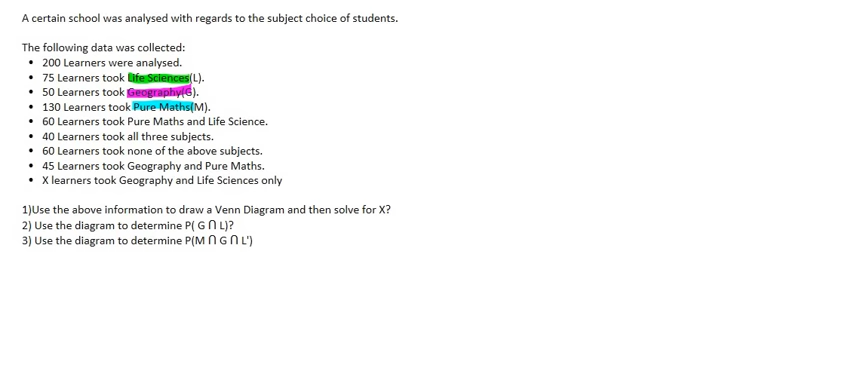 A certain school was analysed with regards to the subject choice of students.
The following data was collected:
• 200 Learners were analysed.
• 75 Learners took Life Sciences(L).
• 50 Learners took Geography(G).
• 130 Learners took Pure Maths(M).
• 60 Learners took Pure Maths and Life Science.
• 40 Learners took all three subjects.
• 60 Learners took none of the above subjects.
• 45 Learners took Geography and Pure Maths.
• X learners took Geography and Life Sciences only
1)Use the above information to draw a Venn Diagram and then solve for X?
2) Use the diagram to determine P( G ∩ L)?
3) Use the diagram to determine P(M ∩ G ∩ L')